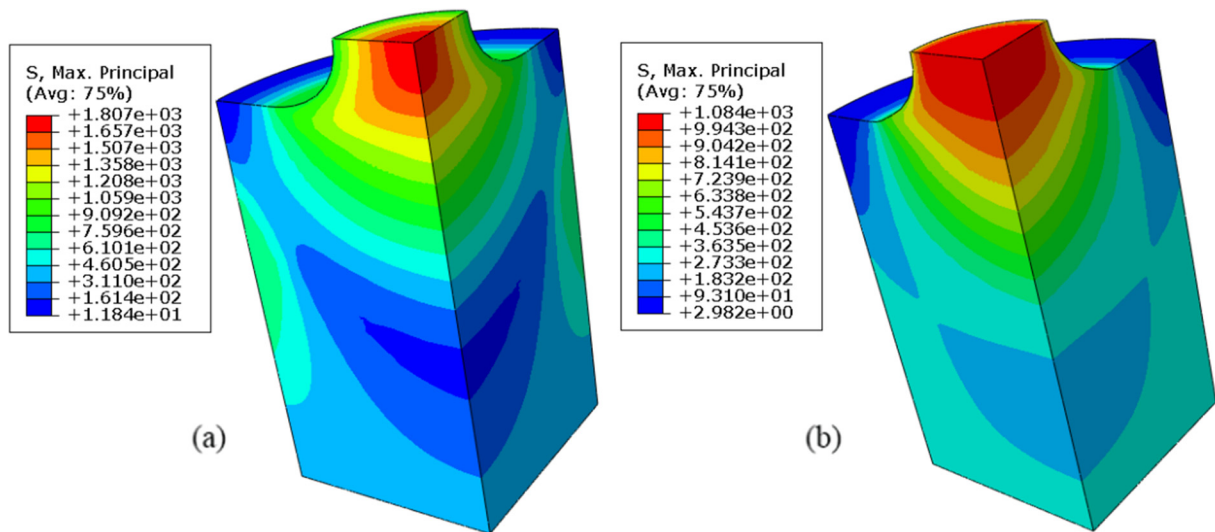 S, Max. Principal
(Avg: 75%)
+1.807e+03
+1.657e+03
+1.507e+03
+1.358e+03
+1.208e+03
+1.059e+03
+9.092e+02
+7.596e+02
+6.101e+02
+4.605e+02
+3.110e+02
+1.614e+02
+1.184e+01
(a)
S, Max. Principal
(Avg: 75%)
+1.084e+03
+9.943e+02
+9.042e+02
+8.141e+02
+7.239e+02
+6.338e+02
+5.437e+02
+4.536e+02
+3.635e+02
+2.733e+02
+1.832e+02
+9.310e+01
+2.982e+00
(b)